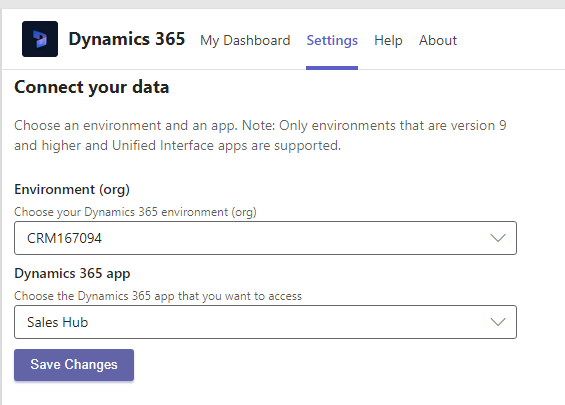 Dynamics 365 My Dashboard Settings Help About
Connect your data
Choose an environment and an app. Note: Only environments that are version 9
and higher and Unified Interface apps are supported.
Environment (org)
Choose your Dynamics 365 environment (org)
CRM167094
Dynamics 365 app
Choose the Dynamics 365 app that you want to access
Sales Hub
Save Changes